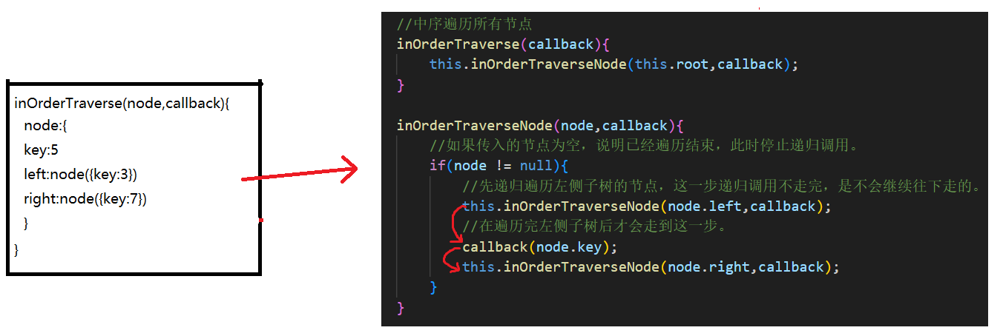 inOrderTraverse(node,callback){
node:{
key:5
left:node({key:3})
right:node({key:7})
}
}
//中序遍历所有节点
inOrderTraverse(callback){
this.inOrderTraverseNode(this.root,callback);
}
inOrderTraverseNode(node,callback){
//如果传入的节点为空，说明已经遍历结束，此时停止递归调用。
if(node != null){
//先递归遍历左侧子树的节点，这一步递归调用不走完，是不会继续往下走的。
this.inOrderTraverseNode(node.left,callback);
//在遍历完左侧子树后才会走到这一步。
callback(node.key);
this.inOrderTraverseNode(node.right,callback);
}
}